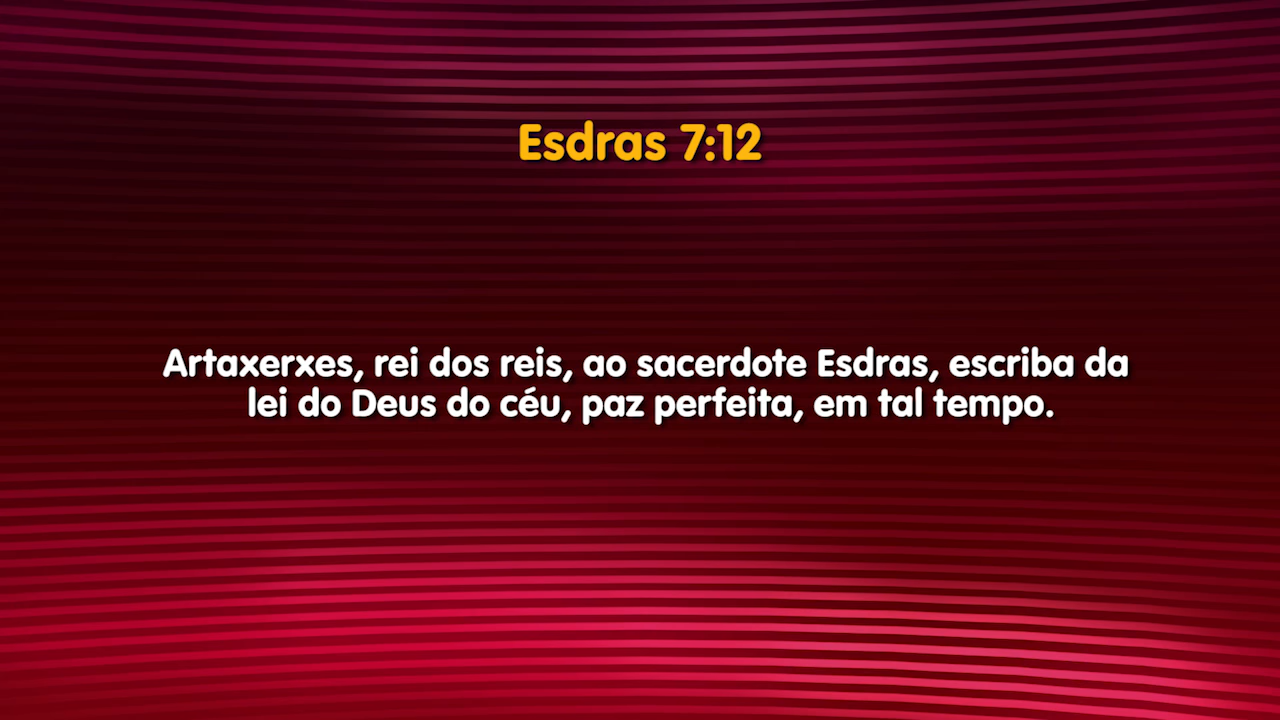 Esdras 7:12
Artaxerxes, rei dos reis, ao sacerdote Esdras, escriba da
lei do Deus do céu, paz perfeita, em tal tempo.